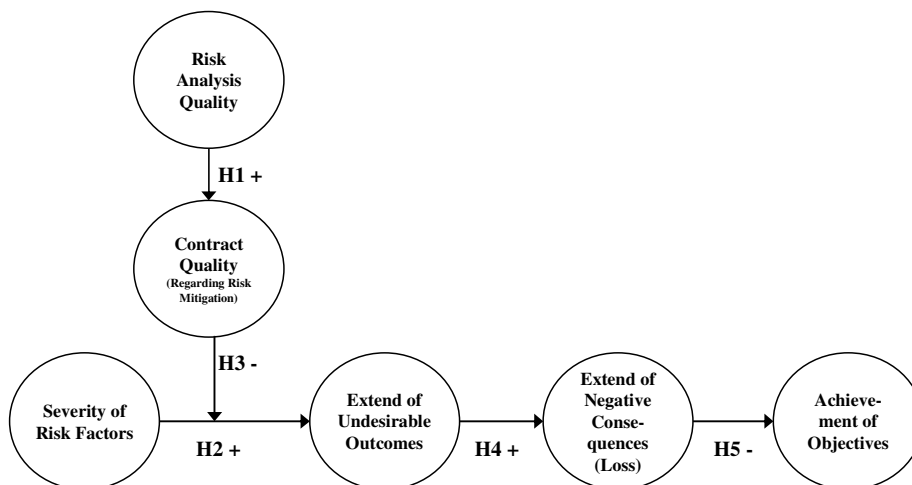 Risk
Analysis
Quality
H1 +
Contract
Quality
(Regarding Risk
Mitigation)
H3 -
Severity of
Risk Factors
H2 +
Extend of
Undesirable
Outcomes
H4 +
Extend of
Negative
Conse-
quences
(Loss)
H5 -
Achieve-
ment of
Objectives